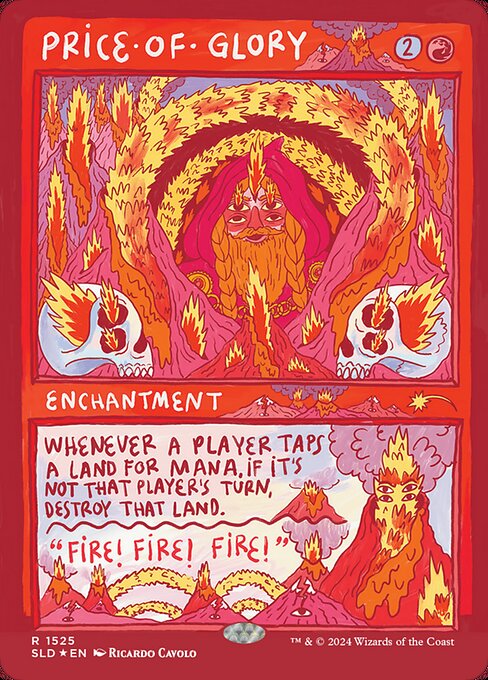 PRICE·OF·GLORY
2
ENCHANTMENT
WHENEVER A PLAYER TAPS
A LAND FOR MANA, IF IT'S
NOT THAT PLAYER'S TURN,
DESTROY THAT LAND.
"FIRE! FIRE! FIRE!"
R 1525
SLD ★ EN RICARDO CAVOLO
™ & © 2024 Wizards of the Coast